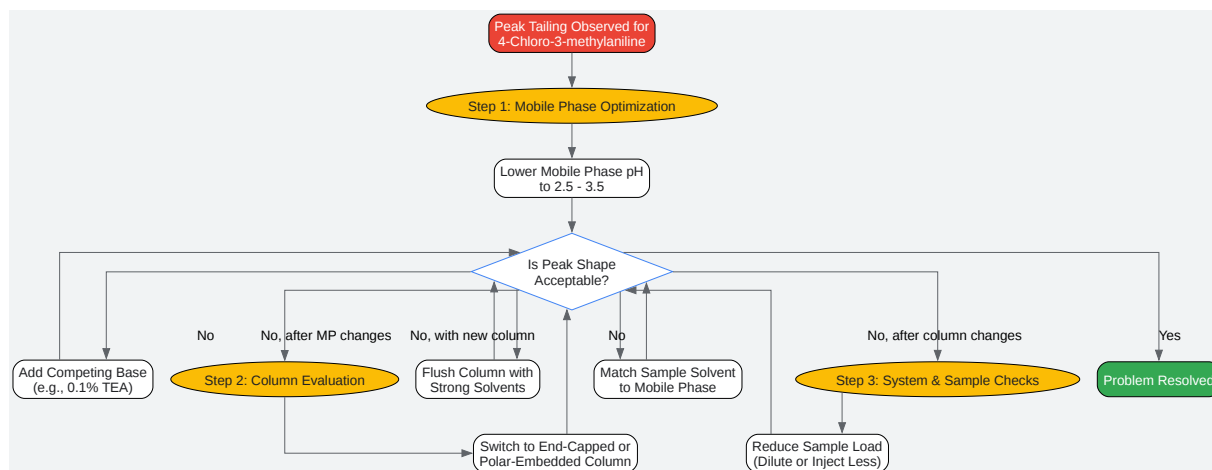 Peak Tailing Observed for
4-Chloro-3-methylaniline
Step 1: Mobile Phase Optimization
Lower Mobile Phase pH
to 2.5 - 3.5
Is Peak Shape
Acceptable?
No
No, after MP changes
No, with new column
No
No, after column changes
Yes
Add Competing Base
(e.g., 0.1% TEA)
Step 2: Column Evaluation
Flush Column with
Strong Solvents
Match Sample Solvent
to Mobile Phase
Step 3: System & Sample Checks
Problem Resolved
Switch to End-Capped or
Polar-Embedded Column
Reduce Sample Load
(Dilute or Inject Less)